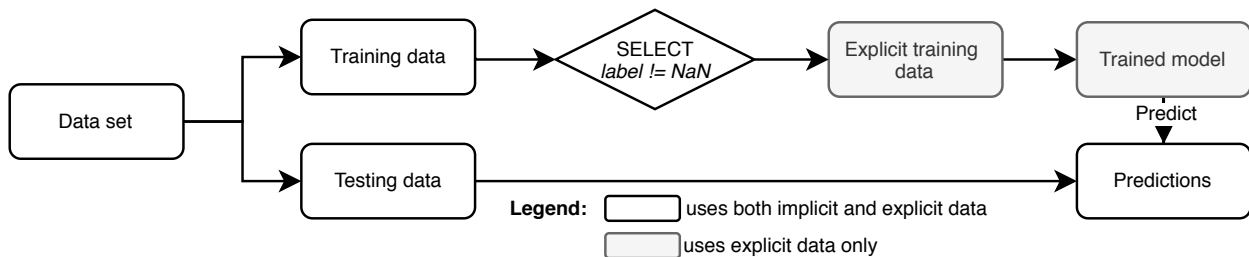 Data set
Training data
SELECT
label != NaN
Explicit training
data
Trained model
Predict
Testing data
Predictions
Legend:
uses both implicit and explicit data
uses explicit data only